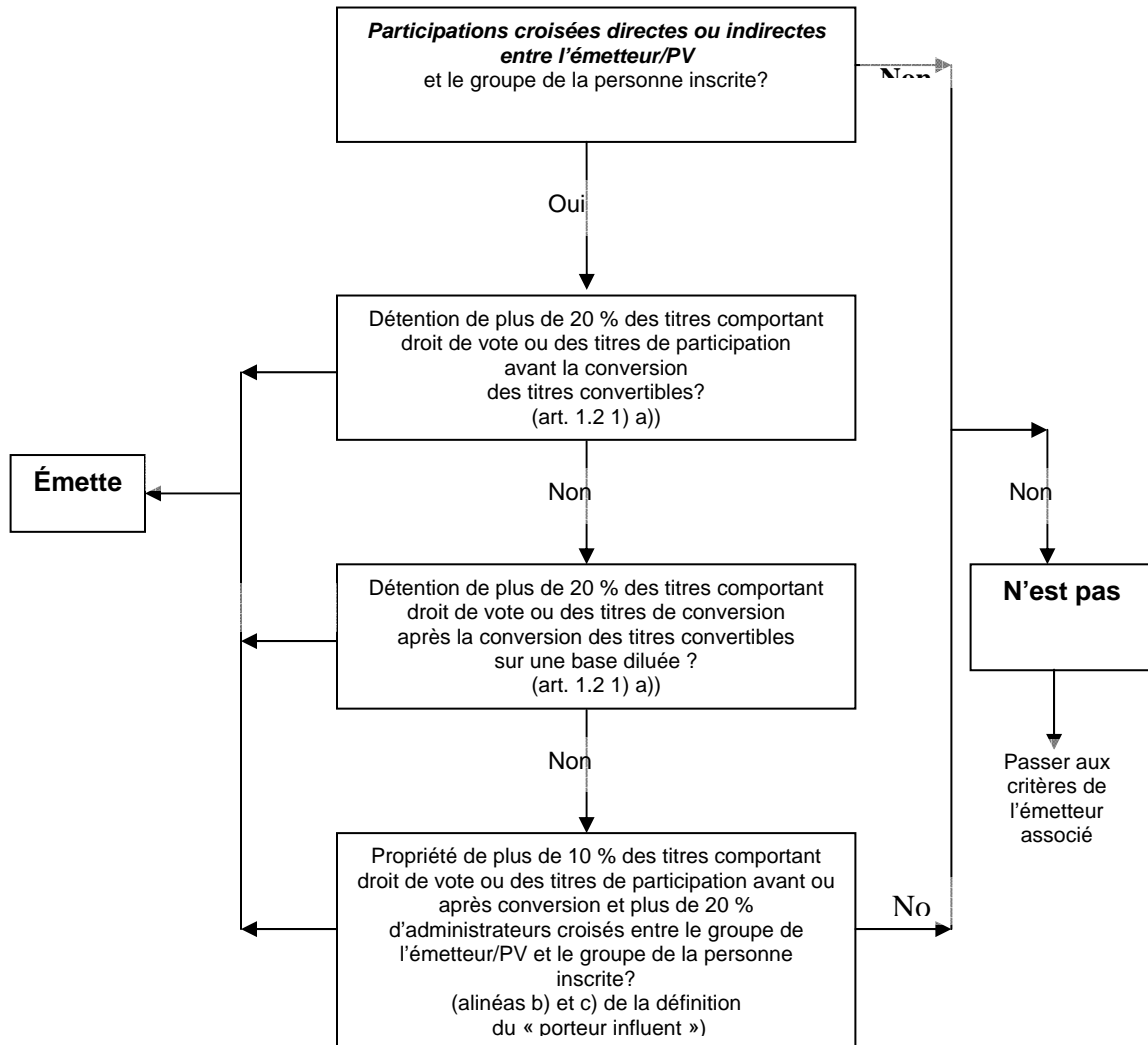 Participations croisées directes ou indirectes
entre l'émetteur/PV
et le groupe de la personne inscrite?
Non
Oui
Détention de plus de 20 % des titres comportant
droit de vote ou des titres de participation
avant la conversion
des titres convertibles?
(art. 1.2 1) a))
Émette
Non
Non
Détention de plus de 20 % des titres comportant
droit de vote ou des titres de conversion
après la conversion des titres convertibles
sur une base diluée ?
(art. 1.2 1) a))
N'est pas
Non
Passer aux
critères de
l'émetteur
associé
Propriété de plus de 10 % des titres comportant
droit de vote ou des titres de participation avant ou
après conversion et plus de 20 %
d'administrateurs croisés entre le groupe de
l'émetteur/PV et le groupe de la personne
inscrite?
(alinéas b) et c) de la définition
du « porteur influent »)
No